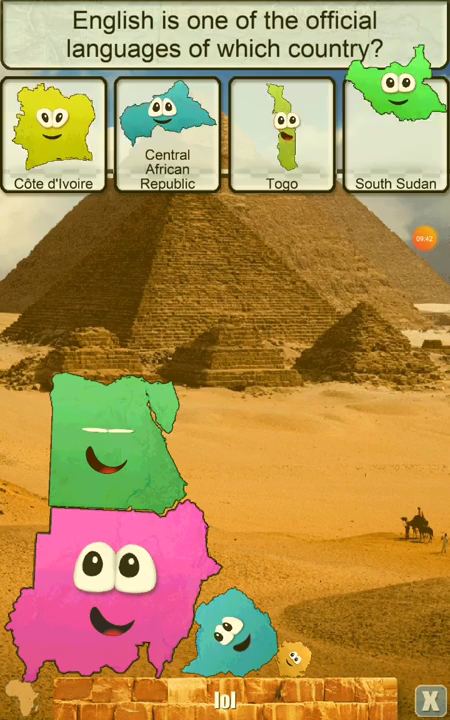 English is one of the official
languages of which country?
Côte d'Ivoire
Central
African
Republic
Togo
South Sudan
09:42
lol
X